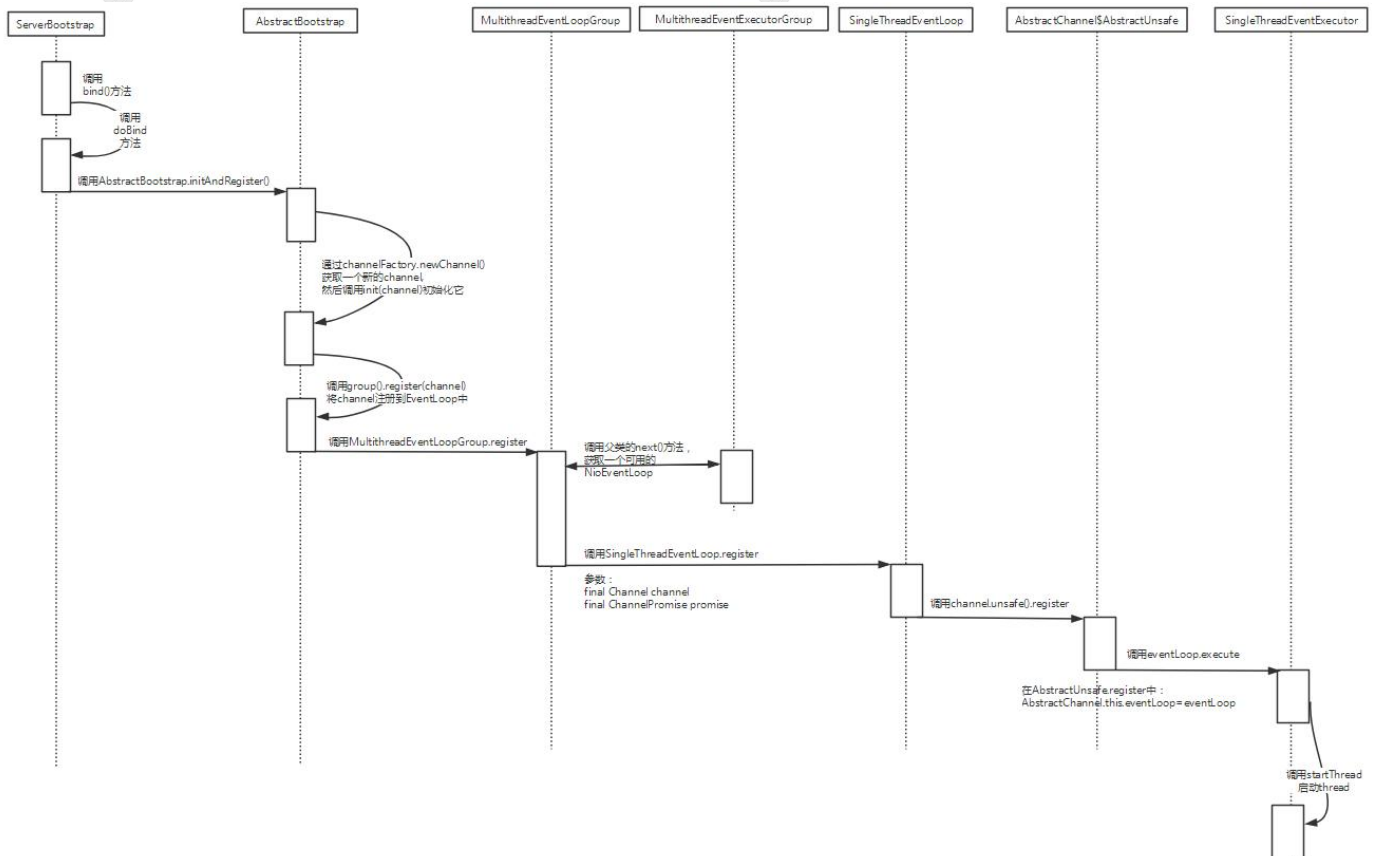 ServerBootstrap
AbstractBootstrap
MultithreadEventLoopGroup
MultithreadEventExecutorGroup
SingleThreadEventLoop
AbstractChannel$AbstractUnsafe
SingleThreadEventExecutor
调用
bind()方法
调用
doBind
方法
调用AbstractBootstrap.initAndRegister()
通过channelFactory.newChannel()
获取一个新的channel
然后调用init(channel)初始化它
调用group().register(channel)
将channel注册到EventLoop中
调用MultithreadEventLoopGroup.register
调用父类的next()方法，
获取一个可用的
NioEventLoop
调用SingleThreadEventLoop.register
参数：
final Channel channel
final ChannelPromise promise
调用channel.unsafe().register
调用eventLoop.execute
在AbstractUnsafe.register中：
AbstractChannel.this.eventLoop=eventLoop
调用startThread
启动thread